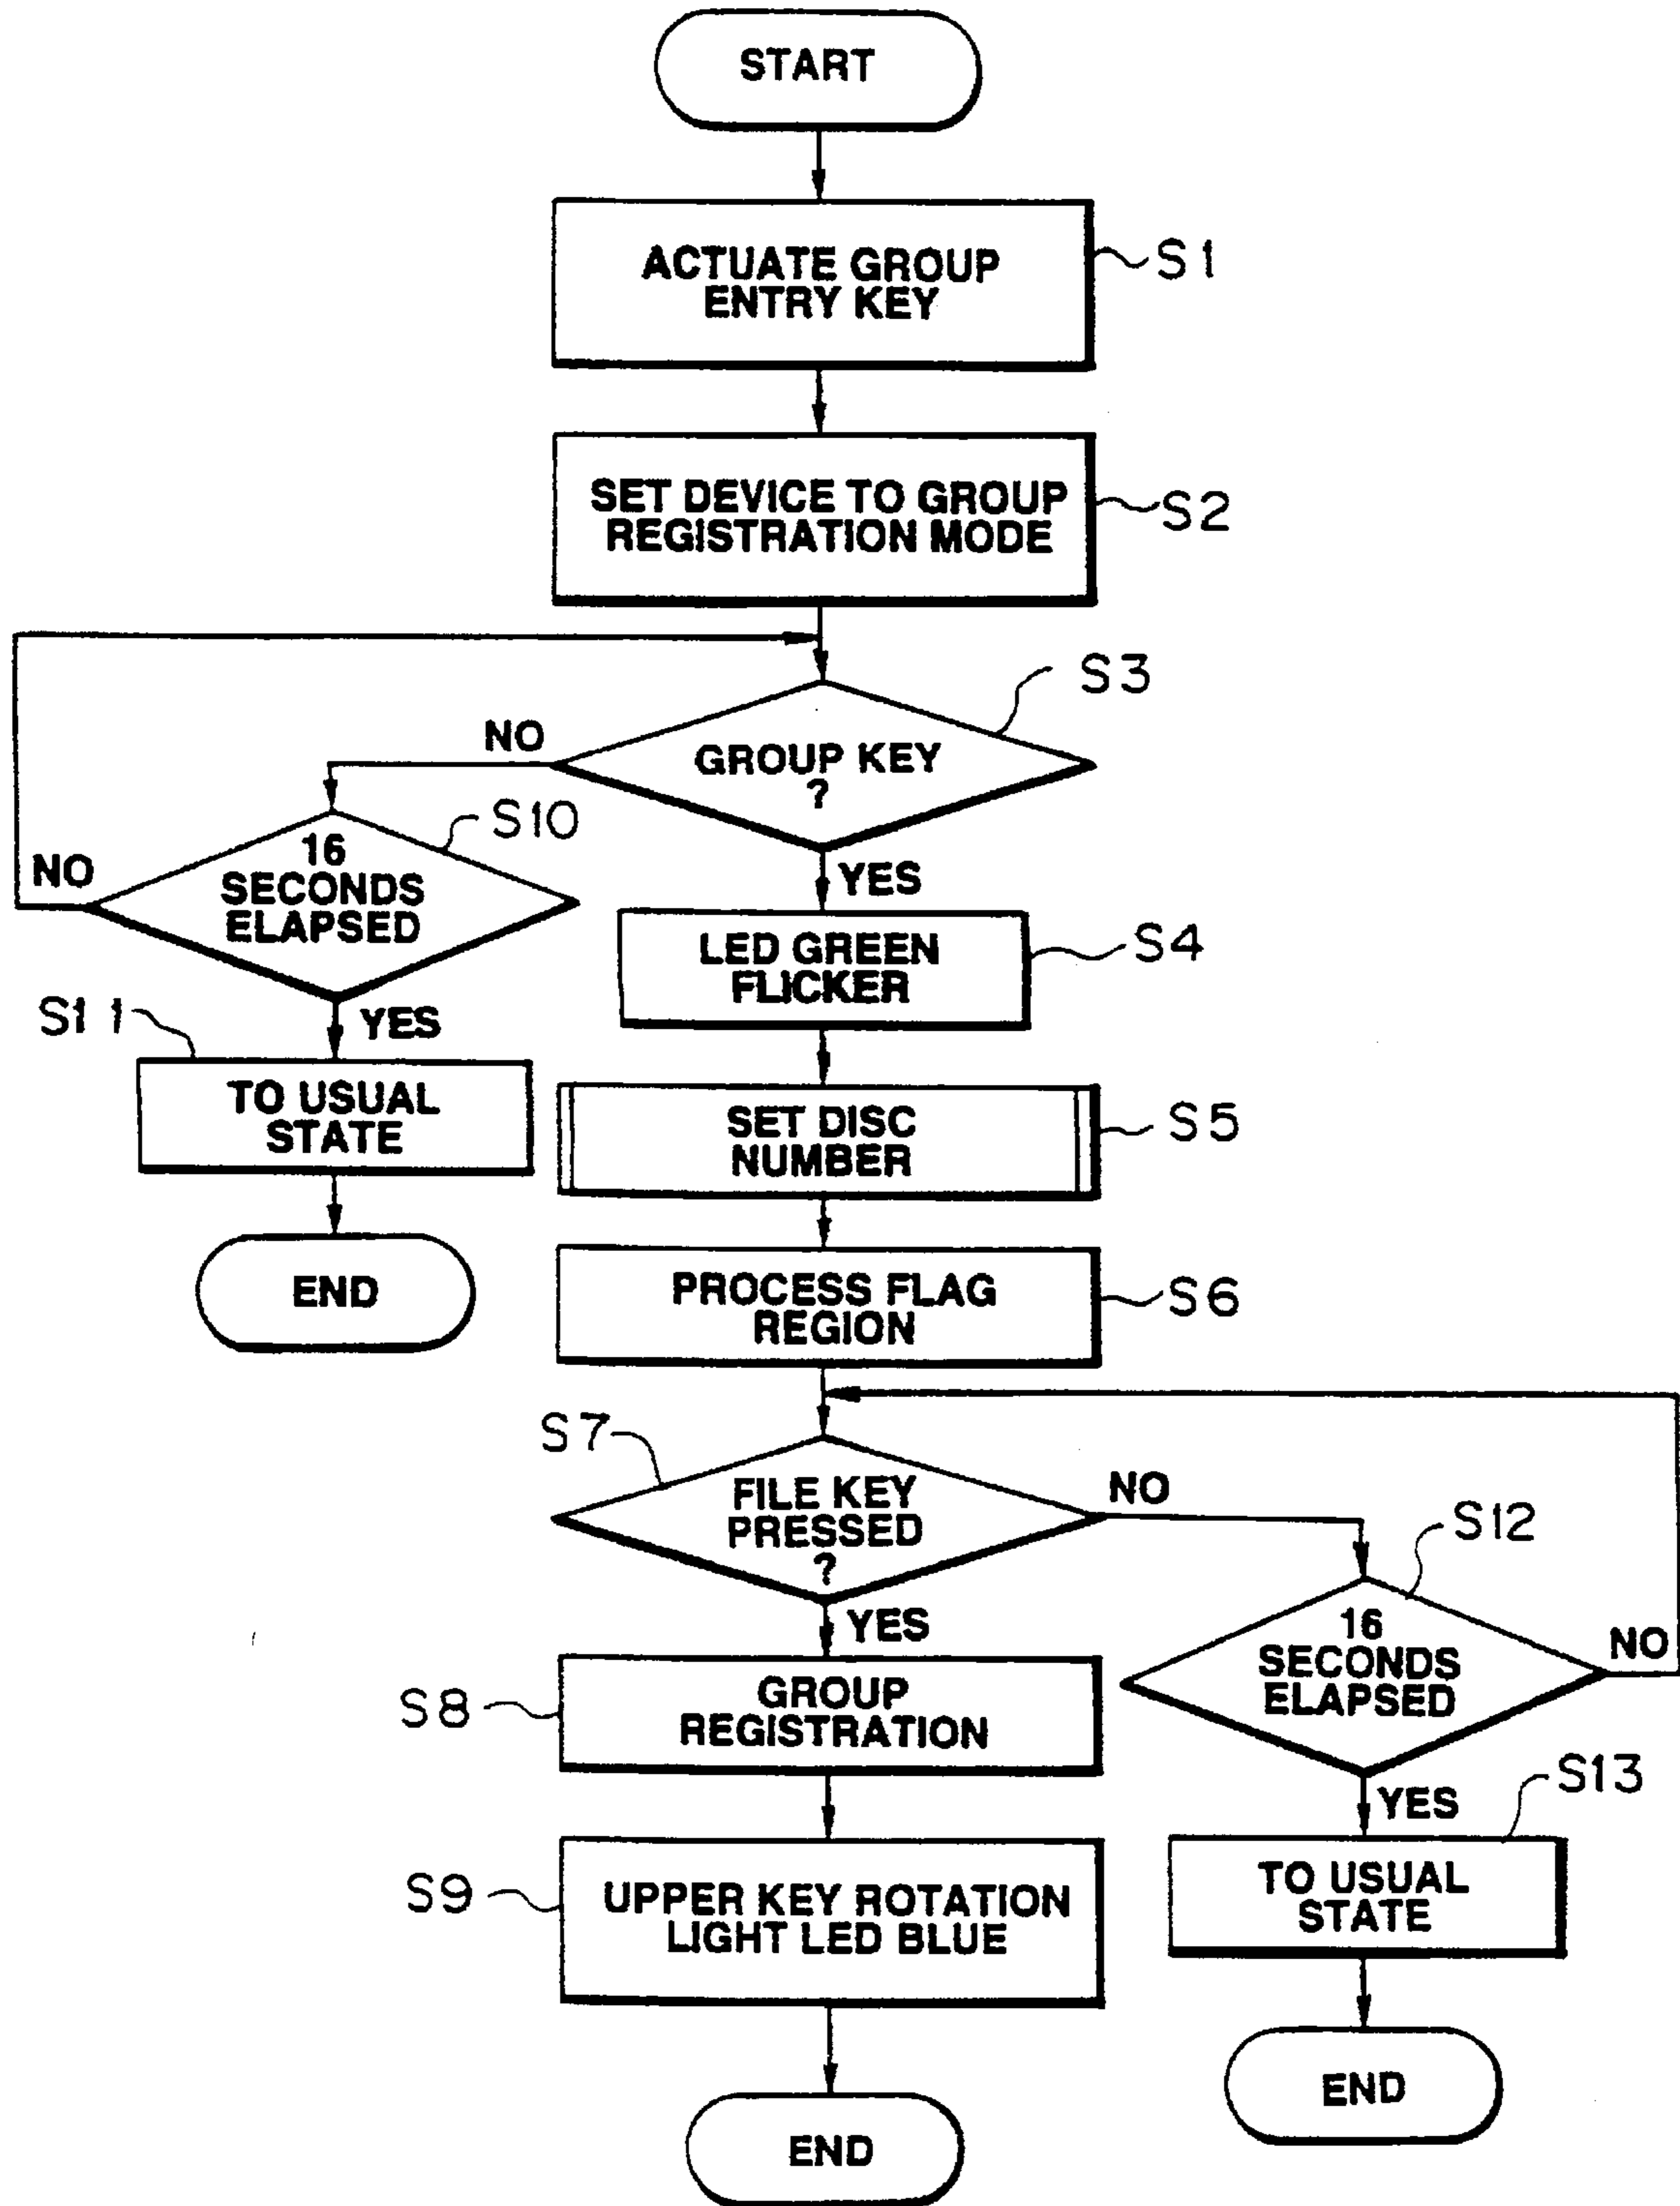 START
ACTUATE GROUP
ENTRY KEY
S1
SET DEVICE TO GROUP
REGISTRATION MODE
S2
S3
NO
GROUP KEY
?
S10
NO
16
SECONDS
ELAPSED
YES
LED GREEN
FLICKER
S4
S11
YES
TO USUAL
STATE
SET DISC
NUMBER
S5
END
PROCESS FLAG
REGION
S6
S7
FILE KEY
PRESSED
?
NO
S12
YES
16
SECONDS
ELAPSED
NO
S8
GROUP
REGISTRATION
S13
YES
S9
UPPER KEY ROTATION
LIGHT LED BLUE
TO USUAL
STATE
END
END